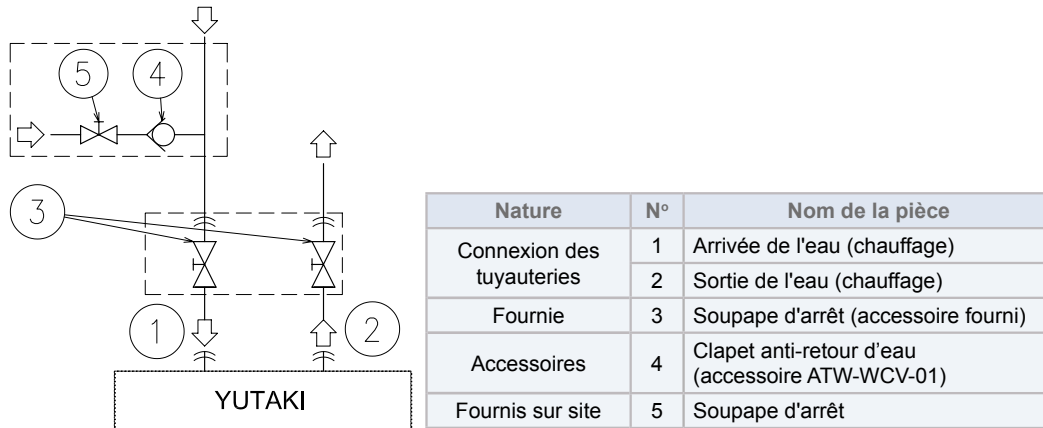 5
4
3
1
2
YUTAKI
Nature Nº Nom de la pièce
Connexion des tuyauteries
1 Arrivée de l'eau (chauffage)
2 Sortie de l'eau (chauffage)
Fournie 3 Soupape d'arrêt (accessoire fourni)
Accessoires 4 Clapet anti-retour d’eau
(accessoire ATW-WCV-01)
Fournis sur site 5 Soupape d'arrêt